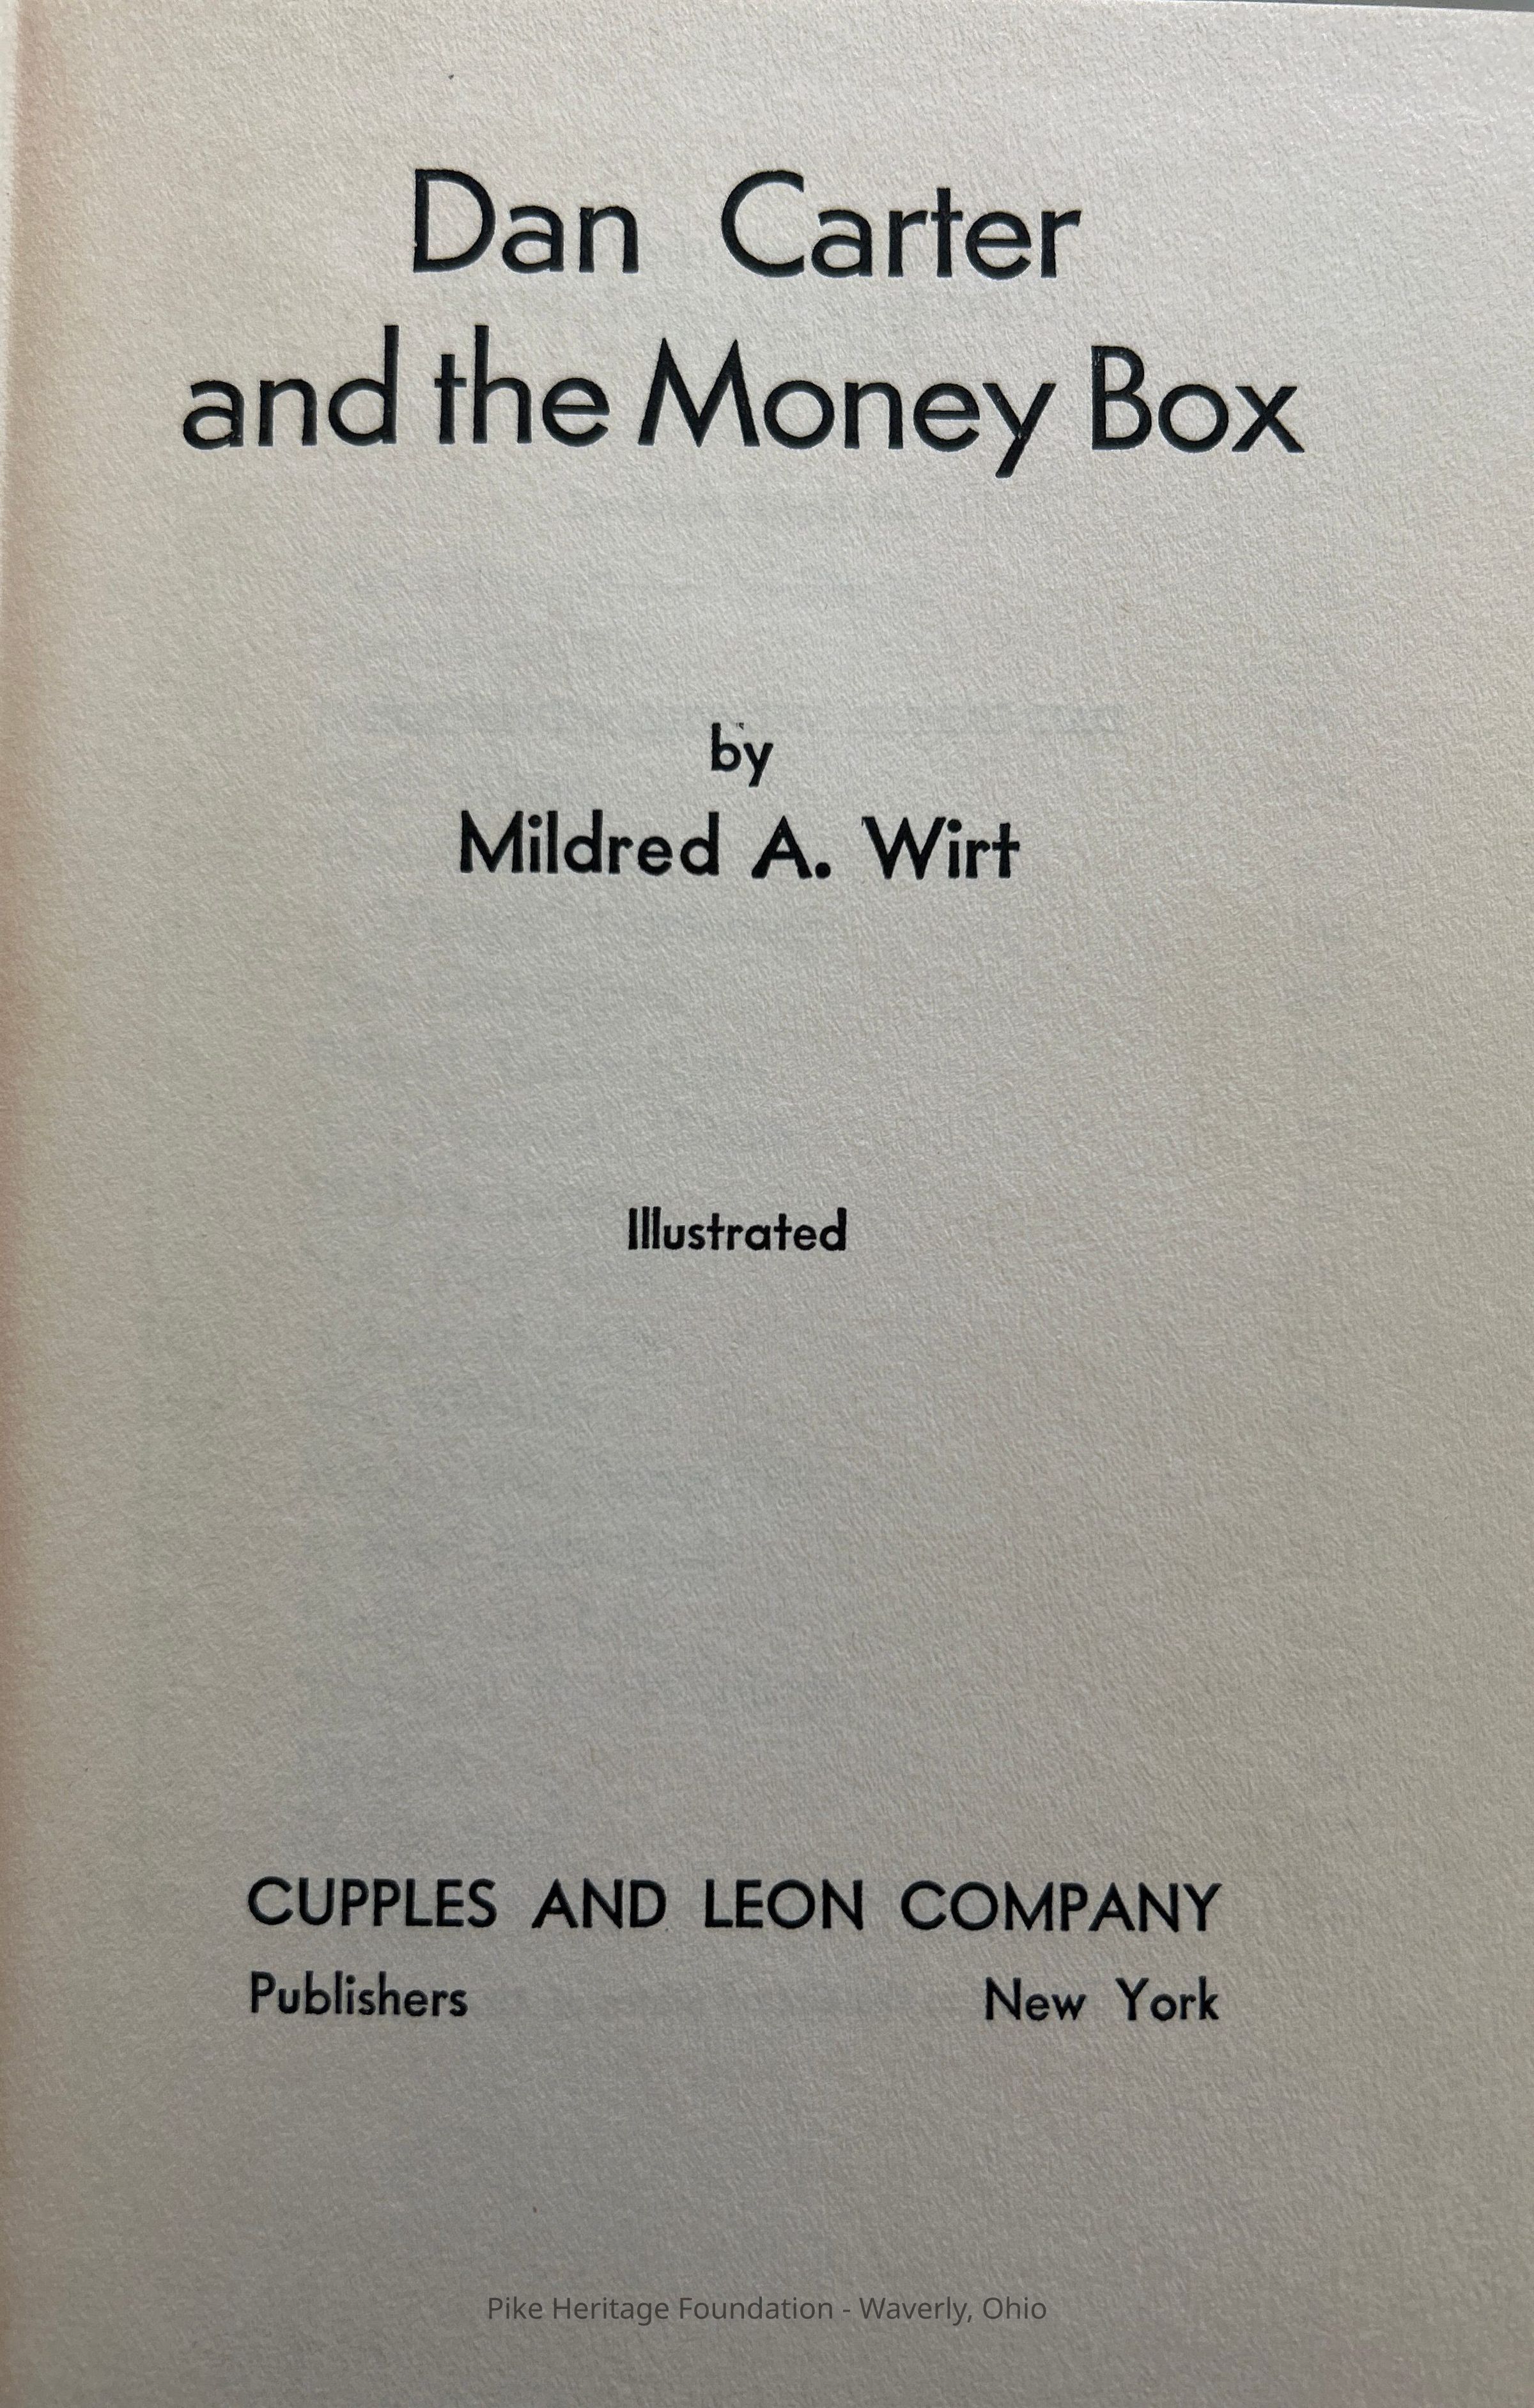 Dan Carter
and the Money Box
by
Mildred A. Wirt
Illustrated
CUPPLES AND LEON COMPANY
Publishers New York
Pike Heritage Foundation - Waverly, Ohio